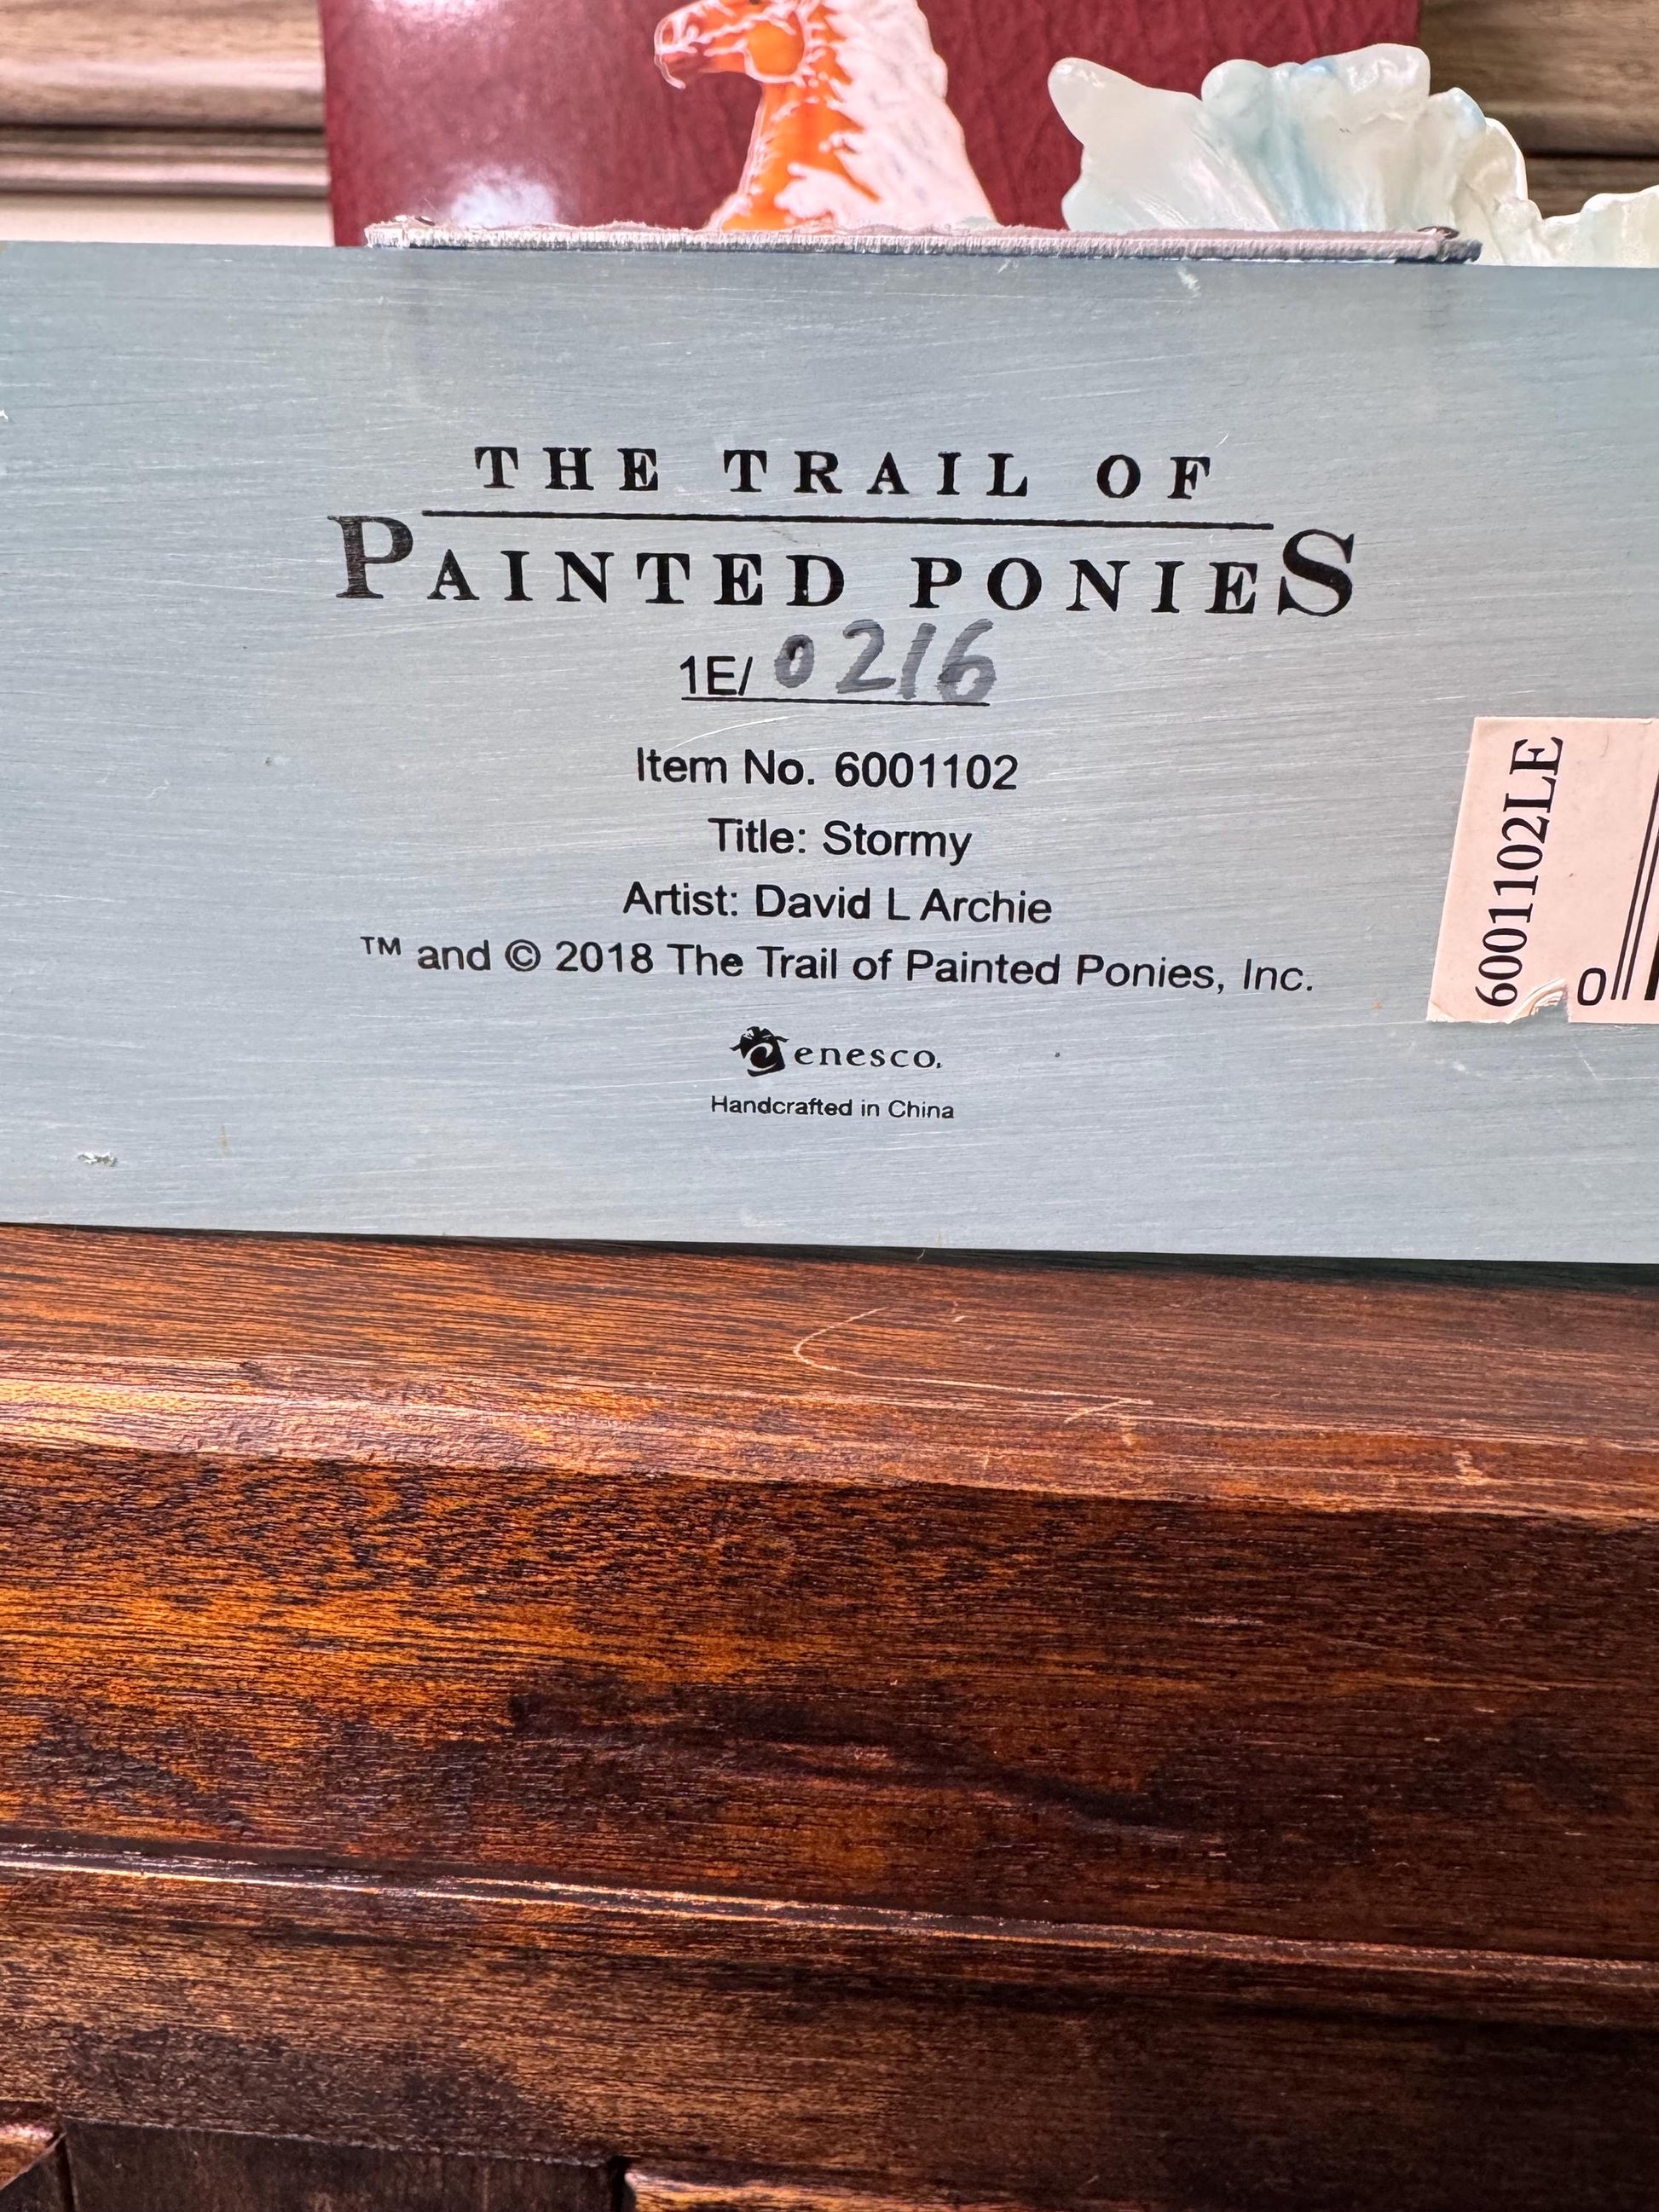 THE TRAIL OF
PAINTED PONIES
1E/ 0216
Item No. 6001102
Title: Stormy
Artist: David L Archie
™ and © 2018 The Trail of Painted Ponies, Inc.
enesco.
Handcrafted in China
6001102LE
0